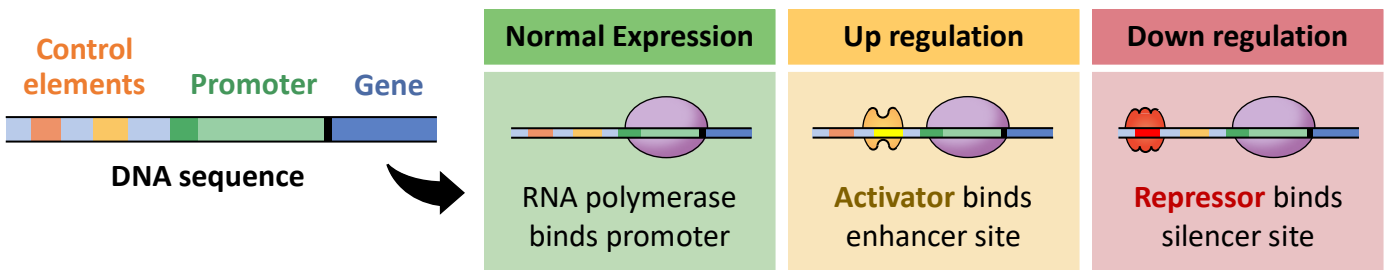 Control
elements
Promoter
Gene
DNA sequence
Normal Expression
RNA polymerase
binds promoter
Up regulation
Activator binds
enhancer site
Down regulation
Repressor binds
silencer site